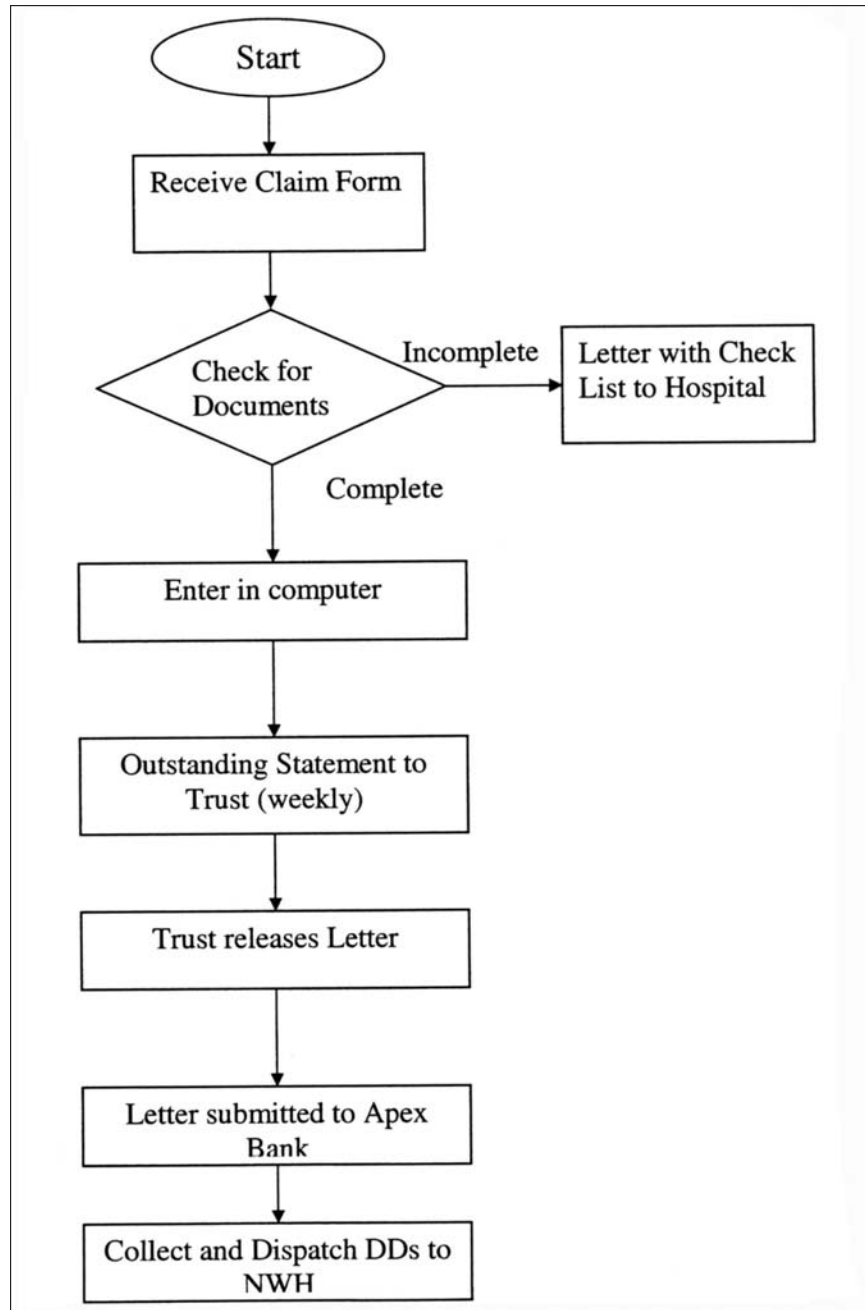 Start
Receive Claim Form
Check for
Documents
Incomplete
Letter with Check
List to Hospital
Complete
Enter in computer
Outstanding Statement to
Trust (weekly)
Trust releases Letter
Letter submitted to Apex
Bank
Collect and Dispatch DDs to
NWH